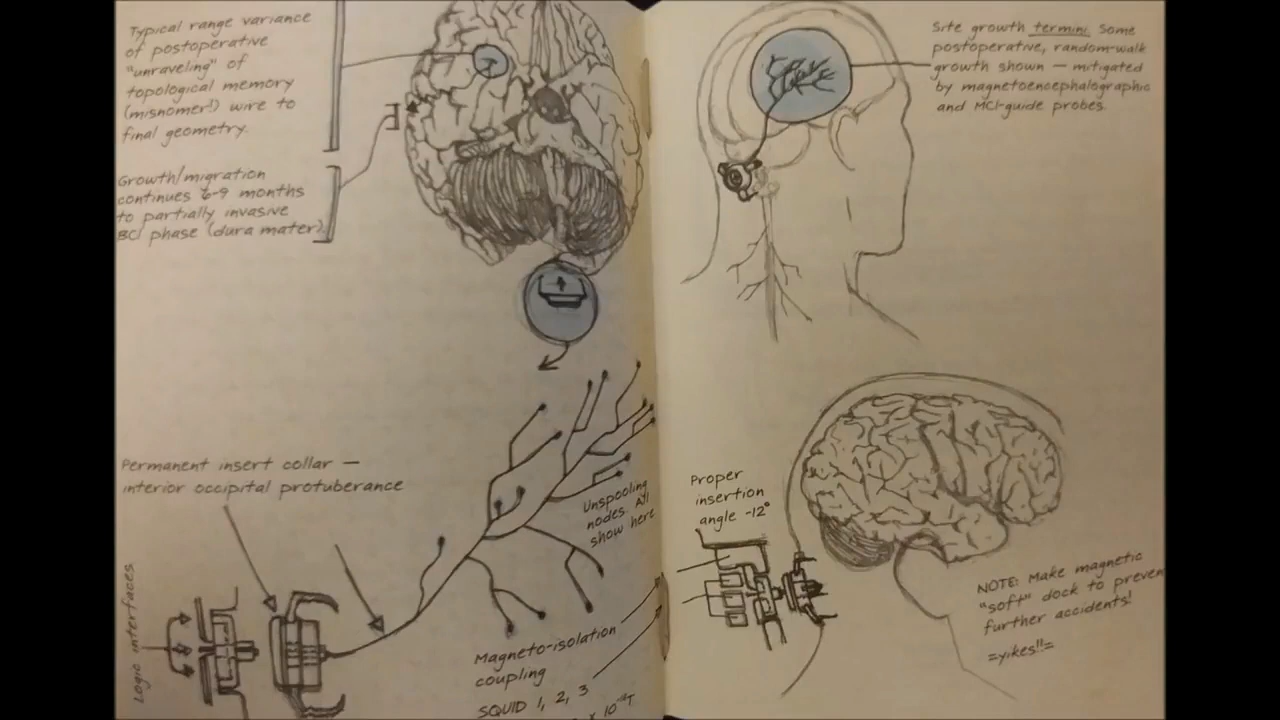 Typical range variance
of postoperative
"unraveling" of
topological memory
(misnomer!) wire to
final geometry.
Growth/migration
continues 6-9 months
to partially invasive
BCI phase (dura mater).
Permanent insert collar —
interior occipital protuberance
Logic interfaces
Unspooling
nodes.
show here
Magneto-isolation
coupling
SQUID 1, 2, 3
Site growth termini. Some
postoperative, random-walk
growth shown — mitigated
by magnetoencephalographic
and MCI-guide probes.
Proper
insertion
angle -12°
NOTE: Make magnetic
"soft" dock to preven
further accidents!
=yikes!!=